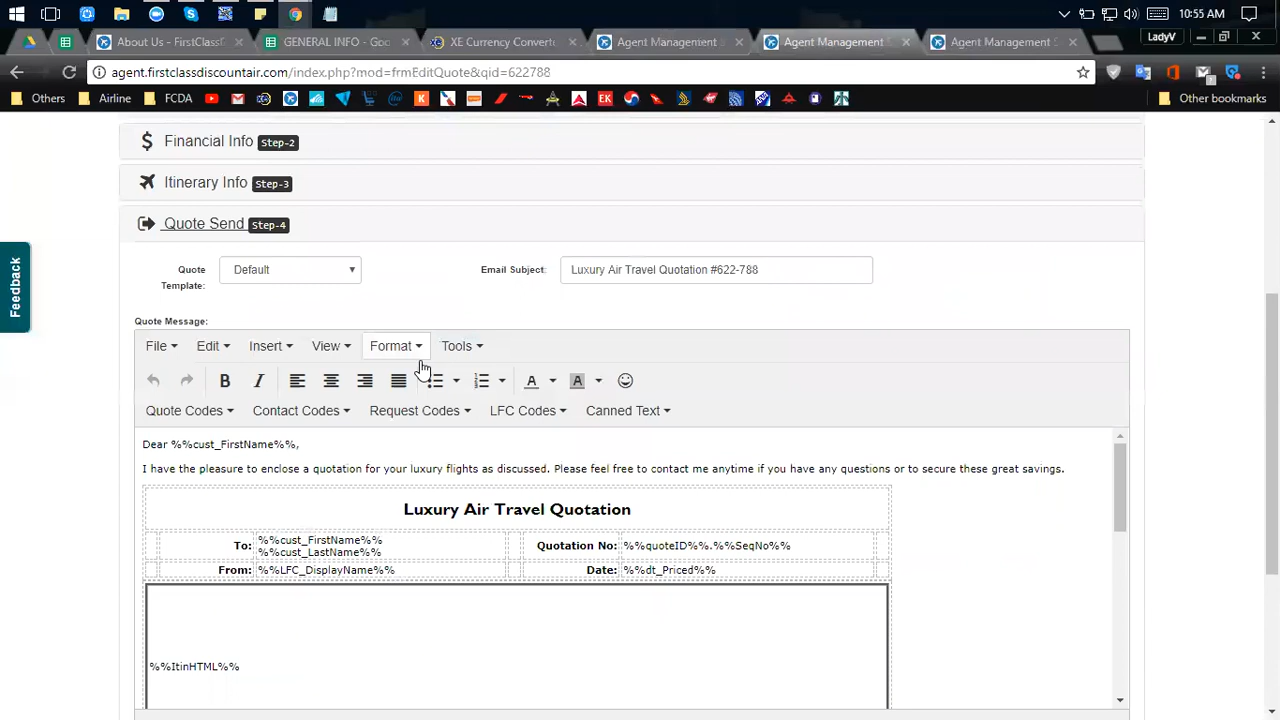 10:55 AM
About Us - FirstClassF
GENERAL INFO - Goo
XE Currency Converte
Agent Management
Agent Management S
Agent Management S
LadyV
agent.firstclassdiscountair.com/index.php?mod=frmEditQuote&qid=622788
Others
Airline
FCDA
Other bookmarks
$ Financial Info Step-2
Itinerary Info Step-3
Quote Send Step-4
Feedback
Quote Template:
Default
Email Subject:
Luxury Air Travel Quotation #622-788
Quote Message:
File Edit Insert View Format Tools
B I A A
Quote Codes Contact Codes Request Codes LFC Codes Canned Text
Dear %%cust_FirstName%%,
I have the pleasure to enclose a quotation for your luxury flights as discussed. Please feel free to contact me anytime if you have any questions or to secure these great savings.
Luxury Air Travel Quotation
To: %%cust_FirstName%%
%%cust_LastName%%
Quotation No: %%quoteID%%.%%SeqNo%%
From: %%LFC_DisplayName%% Date: %%dt_Priced%%
%%ItinHTML%%